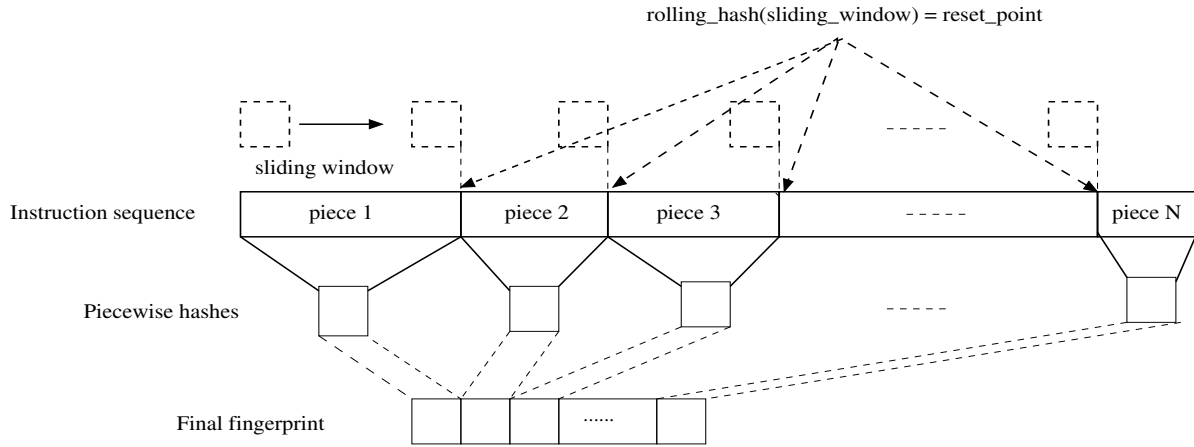 rolling_hash(sliding_window) = reset_point
sliding window
Instruction sequence
piece 1
piece 2
piece 3
piece N
Piecewise hashes
Final fingerprint
......